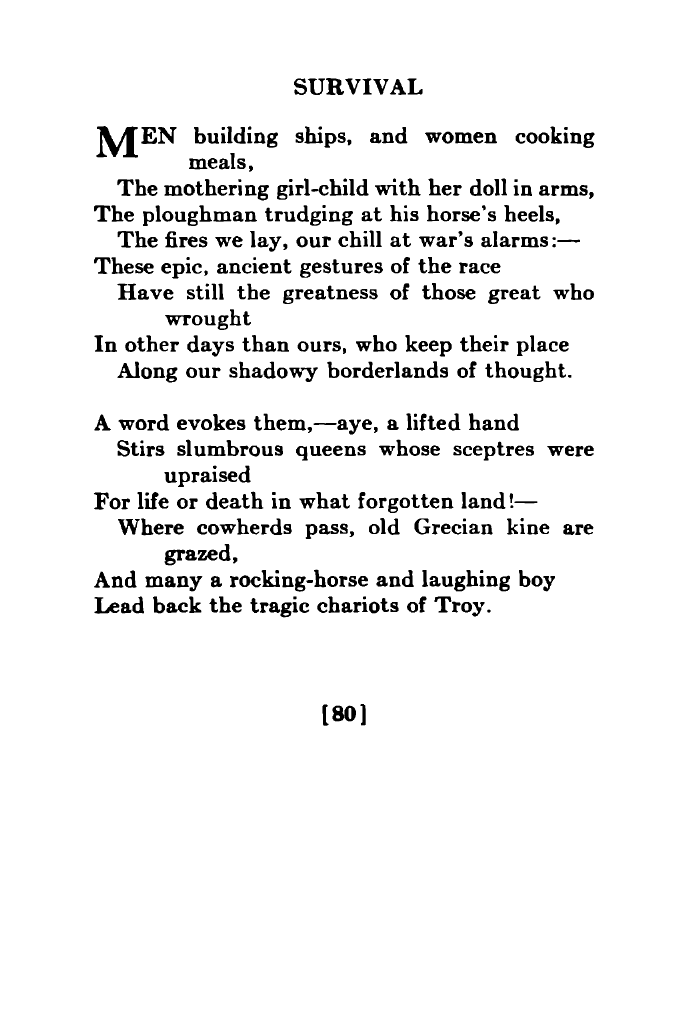 SURVIVAL
MEN building ships, and women cooking
meals,
The mothering girl-child with her doll in arms,
The ploughman trudging at his horse's heels,
The fires we lay, our chill at war's alarms:—
These epic, ancient gestures of the race
Have still the greatness of those great who
wrought
In other days than ours, who keep their place
Along our shadowy borderlands of thought.
A word evokes them,—aye, a lifted hand
Stirs slumbrous queens whose sceptres were
upraised
For life or death in what forgotten land!—
Where cowherds pass, old Grecian kine are
grazed,
And many a rocking-horse and laughing boy
Lead back the tragic chariots of Troy.
[80]